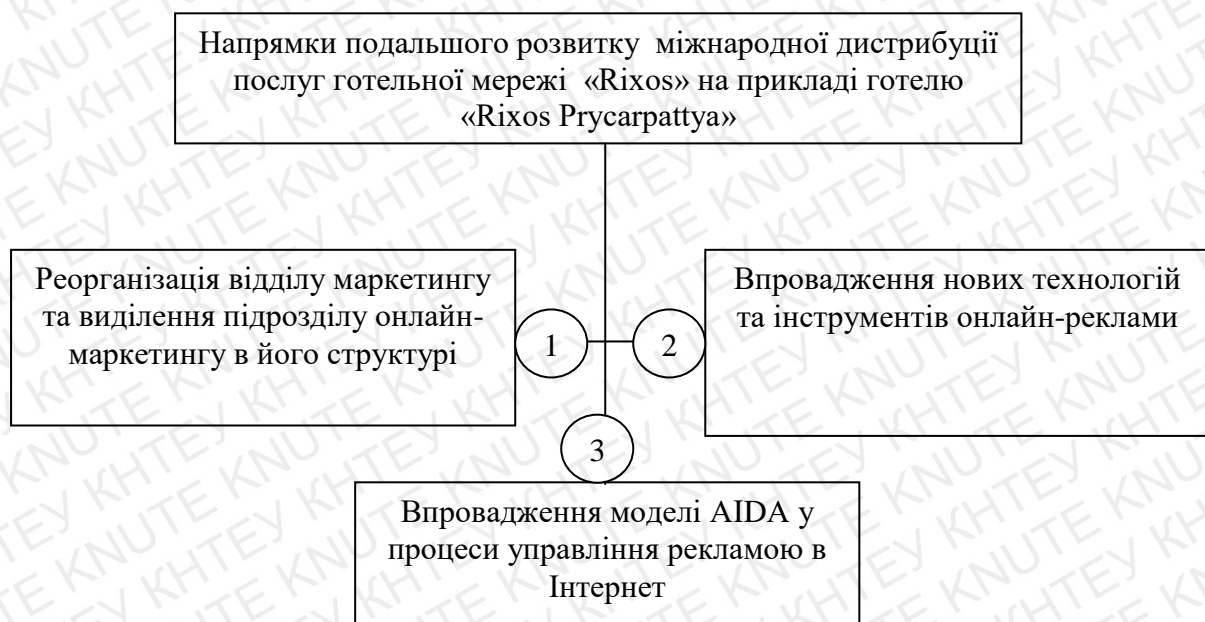 Напрямки подальшого розвитку міжнародної дистрибуції
послуг готельної мережі «Rixos» на прикладі готелю
«Rixos Prycarpattya»
Реорганізація відділу маркетингу
та виділення підрозділу онлайн-
маркетингу в його структурі
1
2
Впровадження нових технологій
та інструментів онлайн-реклами
3
Впровадження моделі AIDA у
процеси управління рекламою в
Інтернет